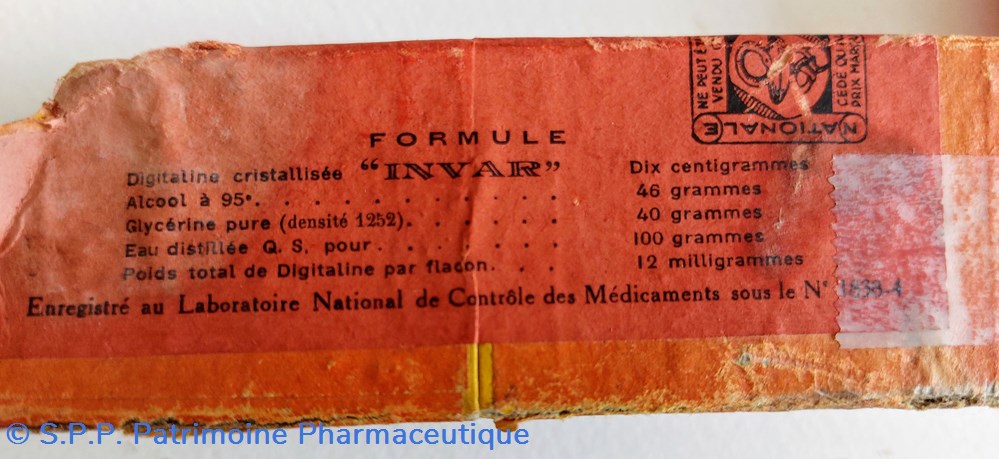 NE PEUT Ê
VENDU
NATIONALE
CÉDÉ QU'AU
PRIX MAR
FORMULE
Digitaline cristallisée "INVAR" Dix centigrammes
Alcool à 95°. . . . . . . . . . . 46 grammes
Glycérine pure (densité 1252). . . . . . 40 grammes
Eau distillée Q. S. pour . . . . . . . 100 grammes
Poids total de Digitaline par flacon. . . 12 milligrammes
Enregistré au Laboratoire National de Contrôle des Médicaments sous le N°
© S.P.P. Patrimoine Pharmaceutique